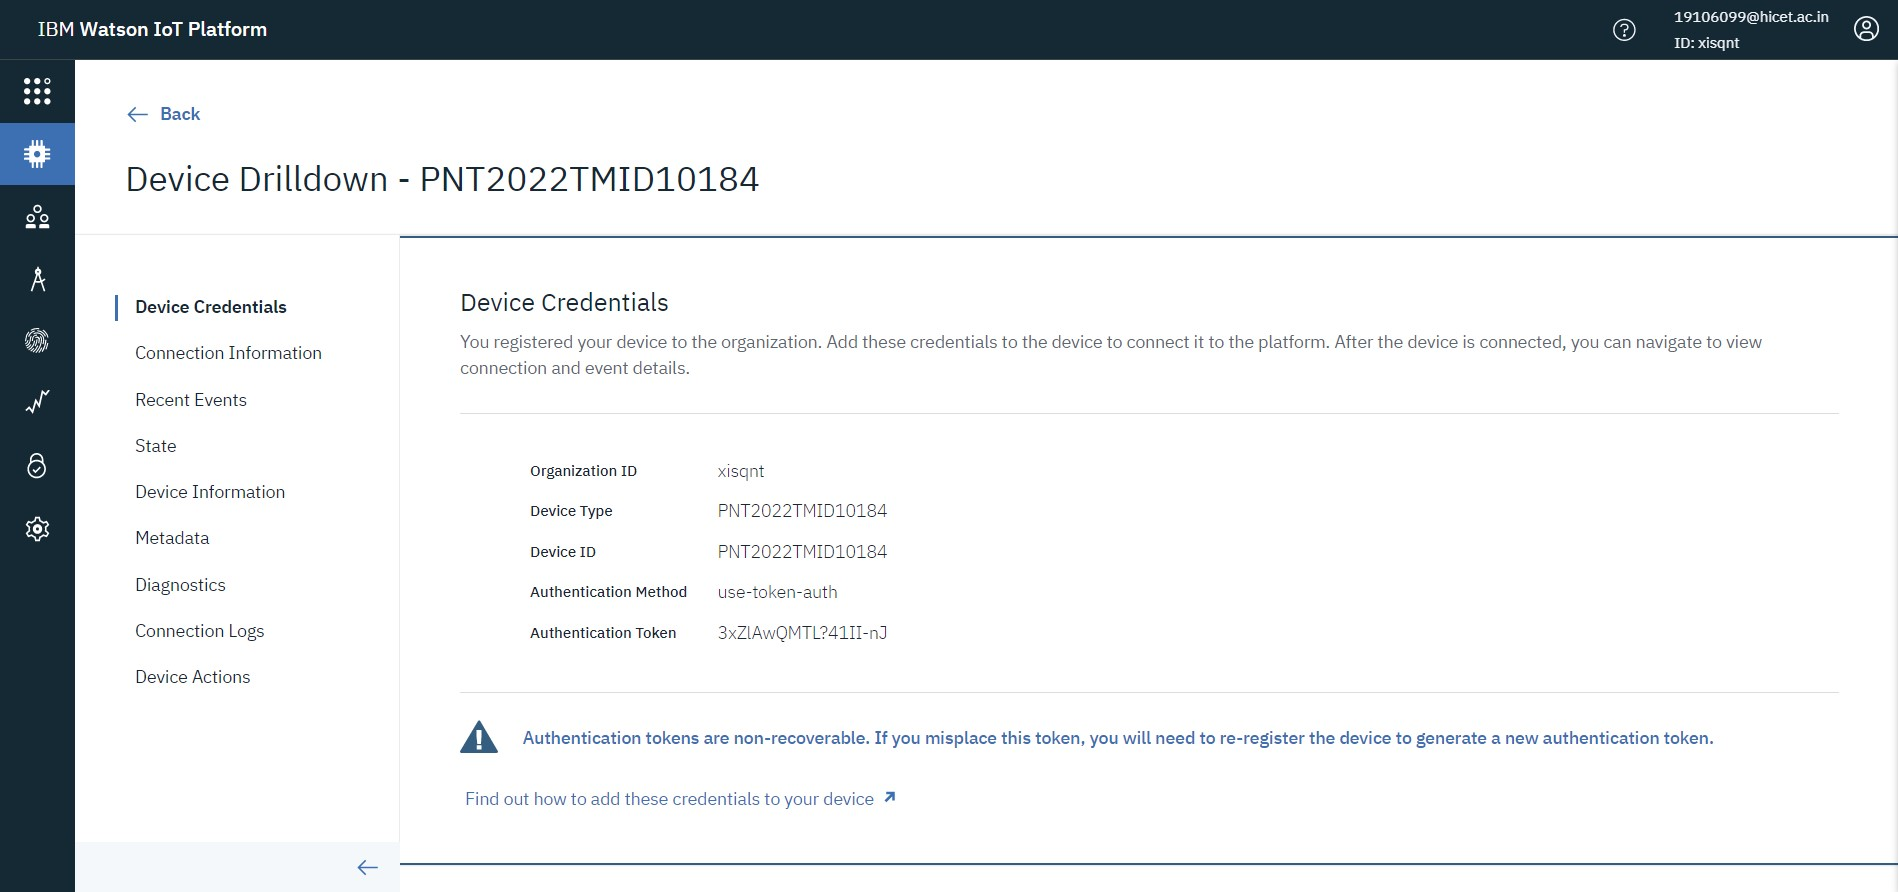 IBM Watson IoT Platform
19106099@hicet.ac.in
ID: xisqnt
Back
Device Drilldown - PNT2022TMID10184
Device Credentials
Connection Information
Recent Events
State
Device Information
Metadata
Diagnostics
Connection Logs
Device Actions
Device Credentials
You registered your device to the organization. Add these credentials to the device to connect it to the platform. After the device is connected, you can navigate to view
connection and event details.
Organization ID xisqnt
Device Type PNT2022TMID10184
Device ID PNT2022TMID10184
Authentication Method use-token-auth
Authentication Token 3xZlAwQMTL?41II-nJ
Authentication tokens are non-recoverable. If you misplace this token, you will need to re-register the device to generate a new authentication token.
Find out how to add these credentials to your device